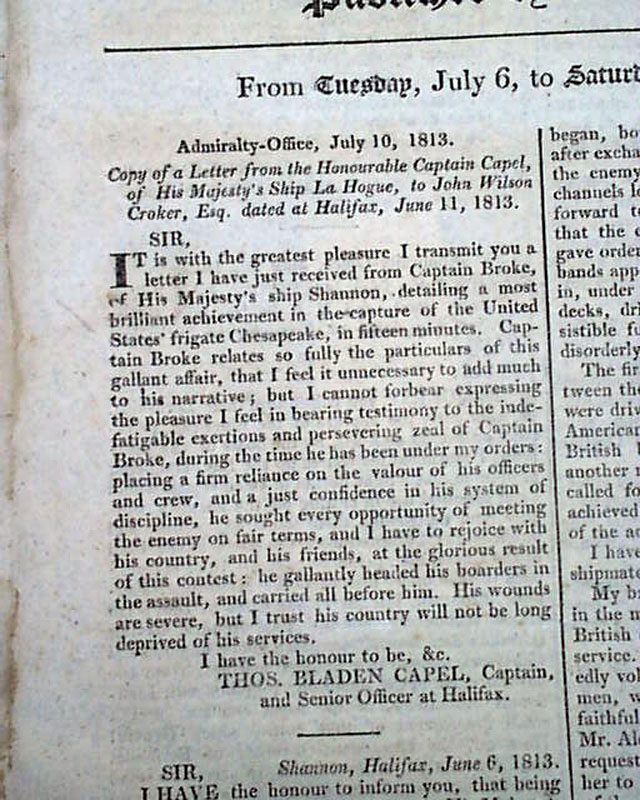 Published by
From Tuesday, July 6, to Saturd
Admiralty-Office, July 10, 1813.
Copy of a Letter from the Honourable Captain Capel,
of His Majesty's Ship La Hogue, to John Wilson
Croker, Esq. dated at Halifax, June 11, 1813.
SIR,
IT is with the greatest pleasure I transmit you a
letter I have just received from Captain Broke,
of His Majesty's ship Shannon, detailing a most
brilliant achievement in the capture of the United
States' frigate Chesapeake, in fifteen minutes. Cap-
tain Broke relates so fully the particulars of this
gallant affair, that I feel it unnecessary to add much
to his narrative; but I cannot forbear expressing
the pleasure I feel in bearing testimony to the inde-
fatigable exertions and persevering zeal of Captain
Broke, during the time he has been under my orders:
placing a firm reliance on the valour of his officers
and crew, and a just confidence in his system of
discipline, he sought every opportunity of meeting
the enemy on fair terms, and I have to rejoice with
his country, and his friends, at the glorious result
of this contest: he gallantly headed his boarders in
the assault, and carried all before him. His wounds
are severe, but I trust his country will not be long
deprived of his services.
I have the honour to be, &c.
THOS. BLADEN CAPEL, Captain,
and Senior Officer at Halifax.
Shannon, Halifax, June 6, 1813.
SIR,
I HAVE the honour to inform you, that being
began, bo
after excha
the enemy
channels lo
forward t
that the e
gave order
bands app
in, under
decks, dri
sistible fu
disorderly
The fir
tween the
were driv
American
British
another
called fo
achieved
of the ac
I have
shipmate
My b
in the n
British
service.
edly vol
men, w
faithful
Mr. Al
request
her to